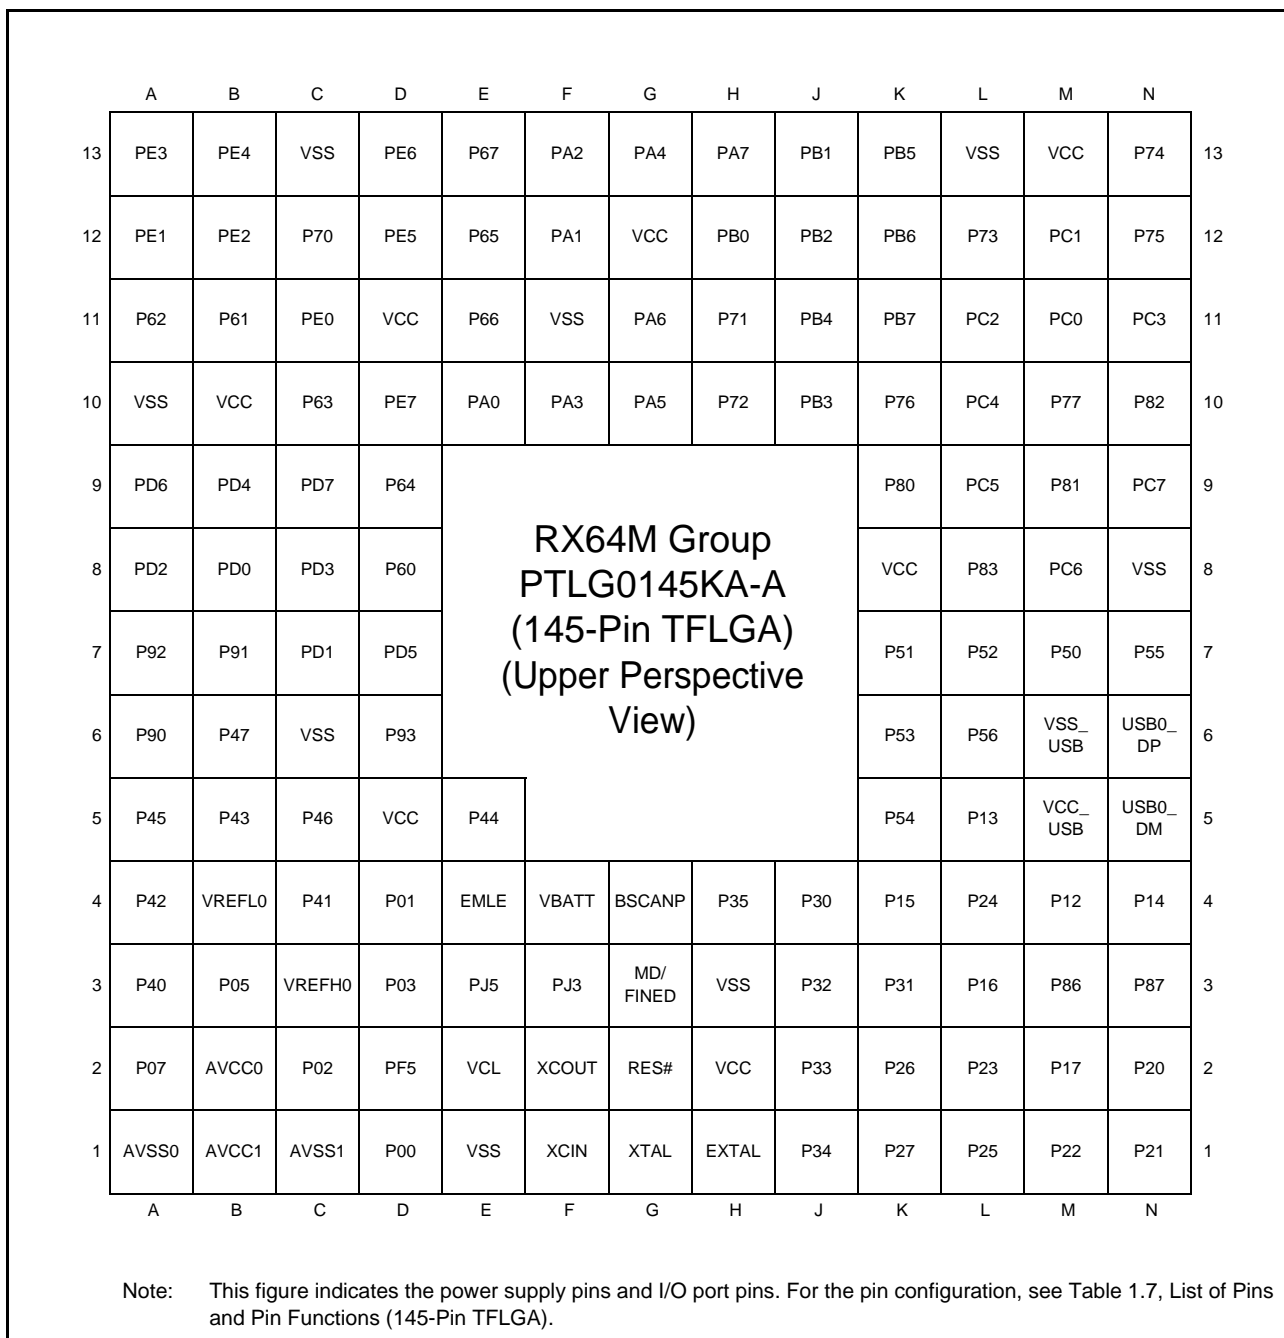 A B C D E F G H J K L M N
13 PE3 PE4 VSS PE6 P67 PA2 PA4 PA7 PB1 PB5 VSS VCC P74 13
12 PE1 PE2 P70 PE5 P65 PA1 VCC PB0 PB2 PB6 P73 PC1 P75 12
11 P62 P61 PE0 VCC P66 VSS PA6 P71 PB4 PB7 PC2 PC0 PC3 11
10 VSS VCC P63 PE7 PA0 PA3 PA5 P72 PB3 P76 PC4 P77 P82 10
9 PD6 PD4 PD7 P64 P80 PC5 P81 PC7 9
8 PD2 PD0 PD3 P60 VCC P83 PC6 VSS 8
7 P92 P91 PD1 PD5 P51 P52 P50 P55 7
6 P90 P47 VSS P93 P53 P56 VSS_ USB USB0_ DP 6
5 P45 P43 P46 VCC P44 P54 P13 VCC_ USB USB0_ DM 5
RX64M Group
PTLG0145KA-A
(145-Pin TFLGA)
(Upper Perspective
View)
4 P42 VREFL0 P41 P01 EMLE VBATT BSCANP P35 P30 P15 P24 P12 P14 4
3 P40 P05 VREFH0 P03 PJ5 PJ3 MD/ FINED VSS P32 P31 P16 P86 P87 3
2 P07 AVCC0 P02 PF5 VCL XCOUT RES# VCC P33 P26 P23 P17 P20 2
1 AVSS0 AVCC1 AVSS1 P00 VSS XCIN XTAL EXTAL P34 P27 P25 P22 P21 1
A B C D E F G H J K L M N
Note: This figure indicates the power supply pins and I/O port pins. For the pin configuration, see Table 1.7, List of Pins
and Pin Functions (145-Pin TFLGA).